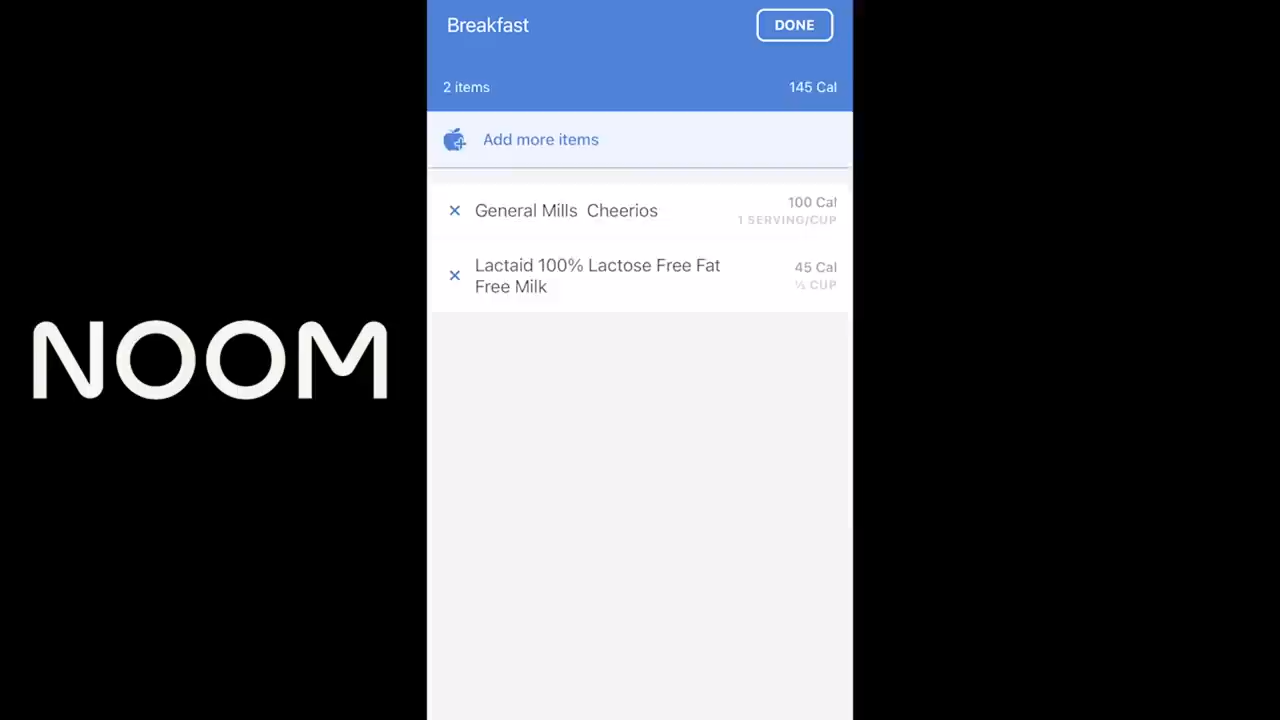 Breakfast
DONE
2 items
145 Cal
Add more items
General Mills  Cheerios
100 Cal
1 SERVING/CUP
Lactaid 100% Lactose Free Fat
Free Milk
45 Cal
½ CUP
NOOM